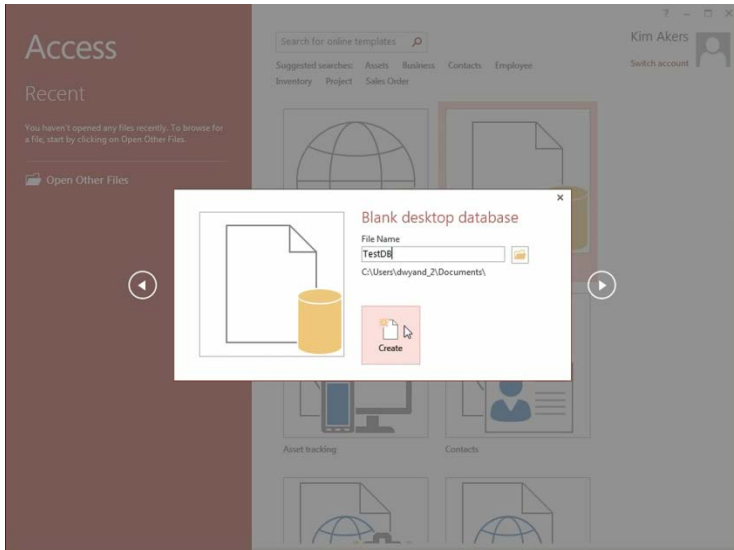 Access
Recent
You haven't opened any files recently. To browse for
a file, start by clicking on Open Other Files.
Open Other Files
Search for online templates
Suggested searches: Assets Business Contacts Employee
Inventory Project Sales Order
? – □ X
Kim Akers
Switch account
Blank desktop database
File Name
TestDB
C:\Users\dwyand_2\Documents\
Create
Asset tracking
Contacts